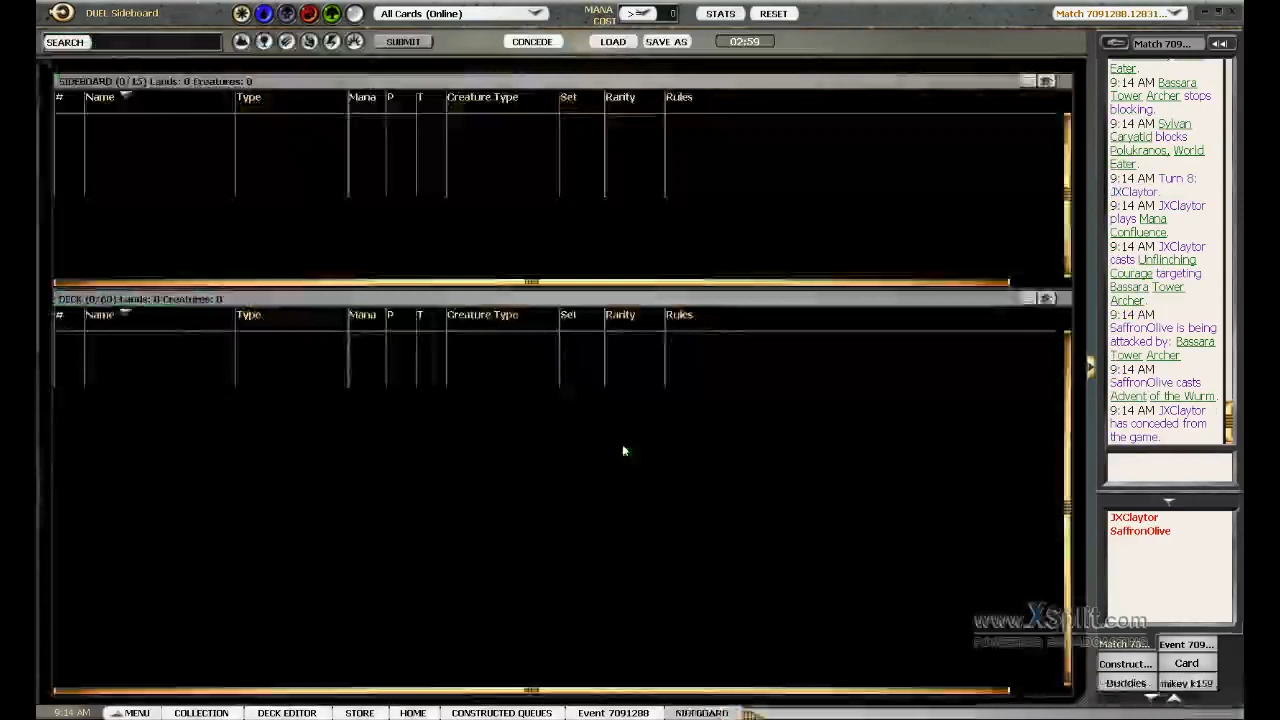 DUEL Sideboard
All Cards (Online)
MANA
COST
>=
0
STATS
RESET
Match 7091288.12831...
SEARCH
SUBMIT
CONCEDE
LOAD
SAVE AS
02:59
Match 709...
SIDEBOARD (0/15) Lands: 0 Creatures: 0
# Name Type Mana P T Creature Type Set Rarity Rules
DECK (0/60) Lands: 0 Creatures: 0
# Name Type Mana P T Creature Type Set Rarity Rules
Eater.
9:14 AM Bassara
Tower Archer stops
blocking.
9:14 AM Sylvan
Caryatid blocks
Polukranos, World
Eater.
9:14 AM Turn 8:
JXClaytor.
9:14 AM JXClaytor
plays Mana
Confluence.
9:14 AM JXClaytor
casts Unflinching
Courage targeting
Bassara Tower
Archer.
9:14 AM
SaffronOlive is being
attacked by: Bassara
Tower Archer
9:14 AM
SaffronOlive casts
Advent of the Wurm.
9:14 AM JXClaytor
has conceded from
the game.
JXClaytor
SaffronOlive
www.XSplit.com
Match 70...
Event 709...
Construct...
Card
Buddies
mikey k159
9:14 AM
MENU
COLLECTION
DECK EDITOR
STORE
HOME
CONSTRUCTED QUEUES
Event 7091288
SIDEBOARD